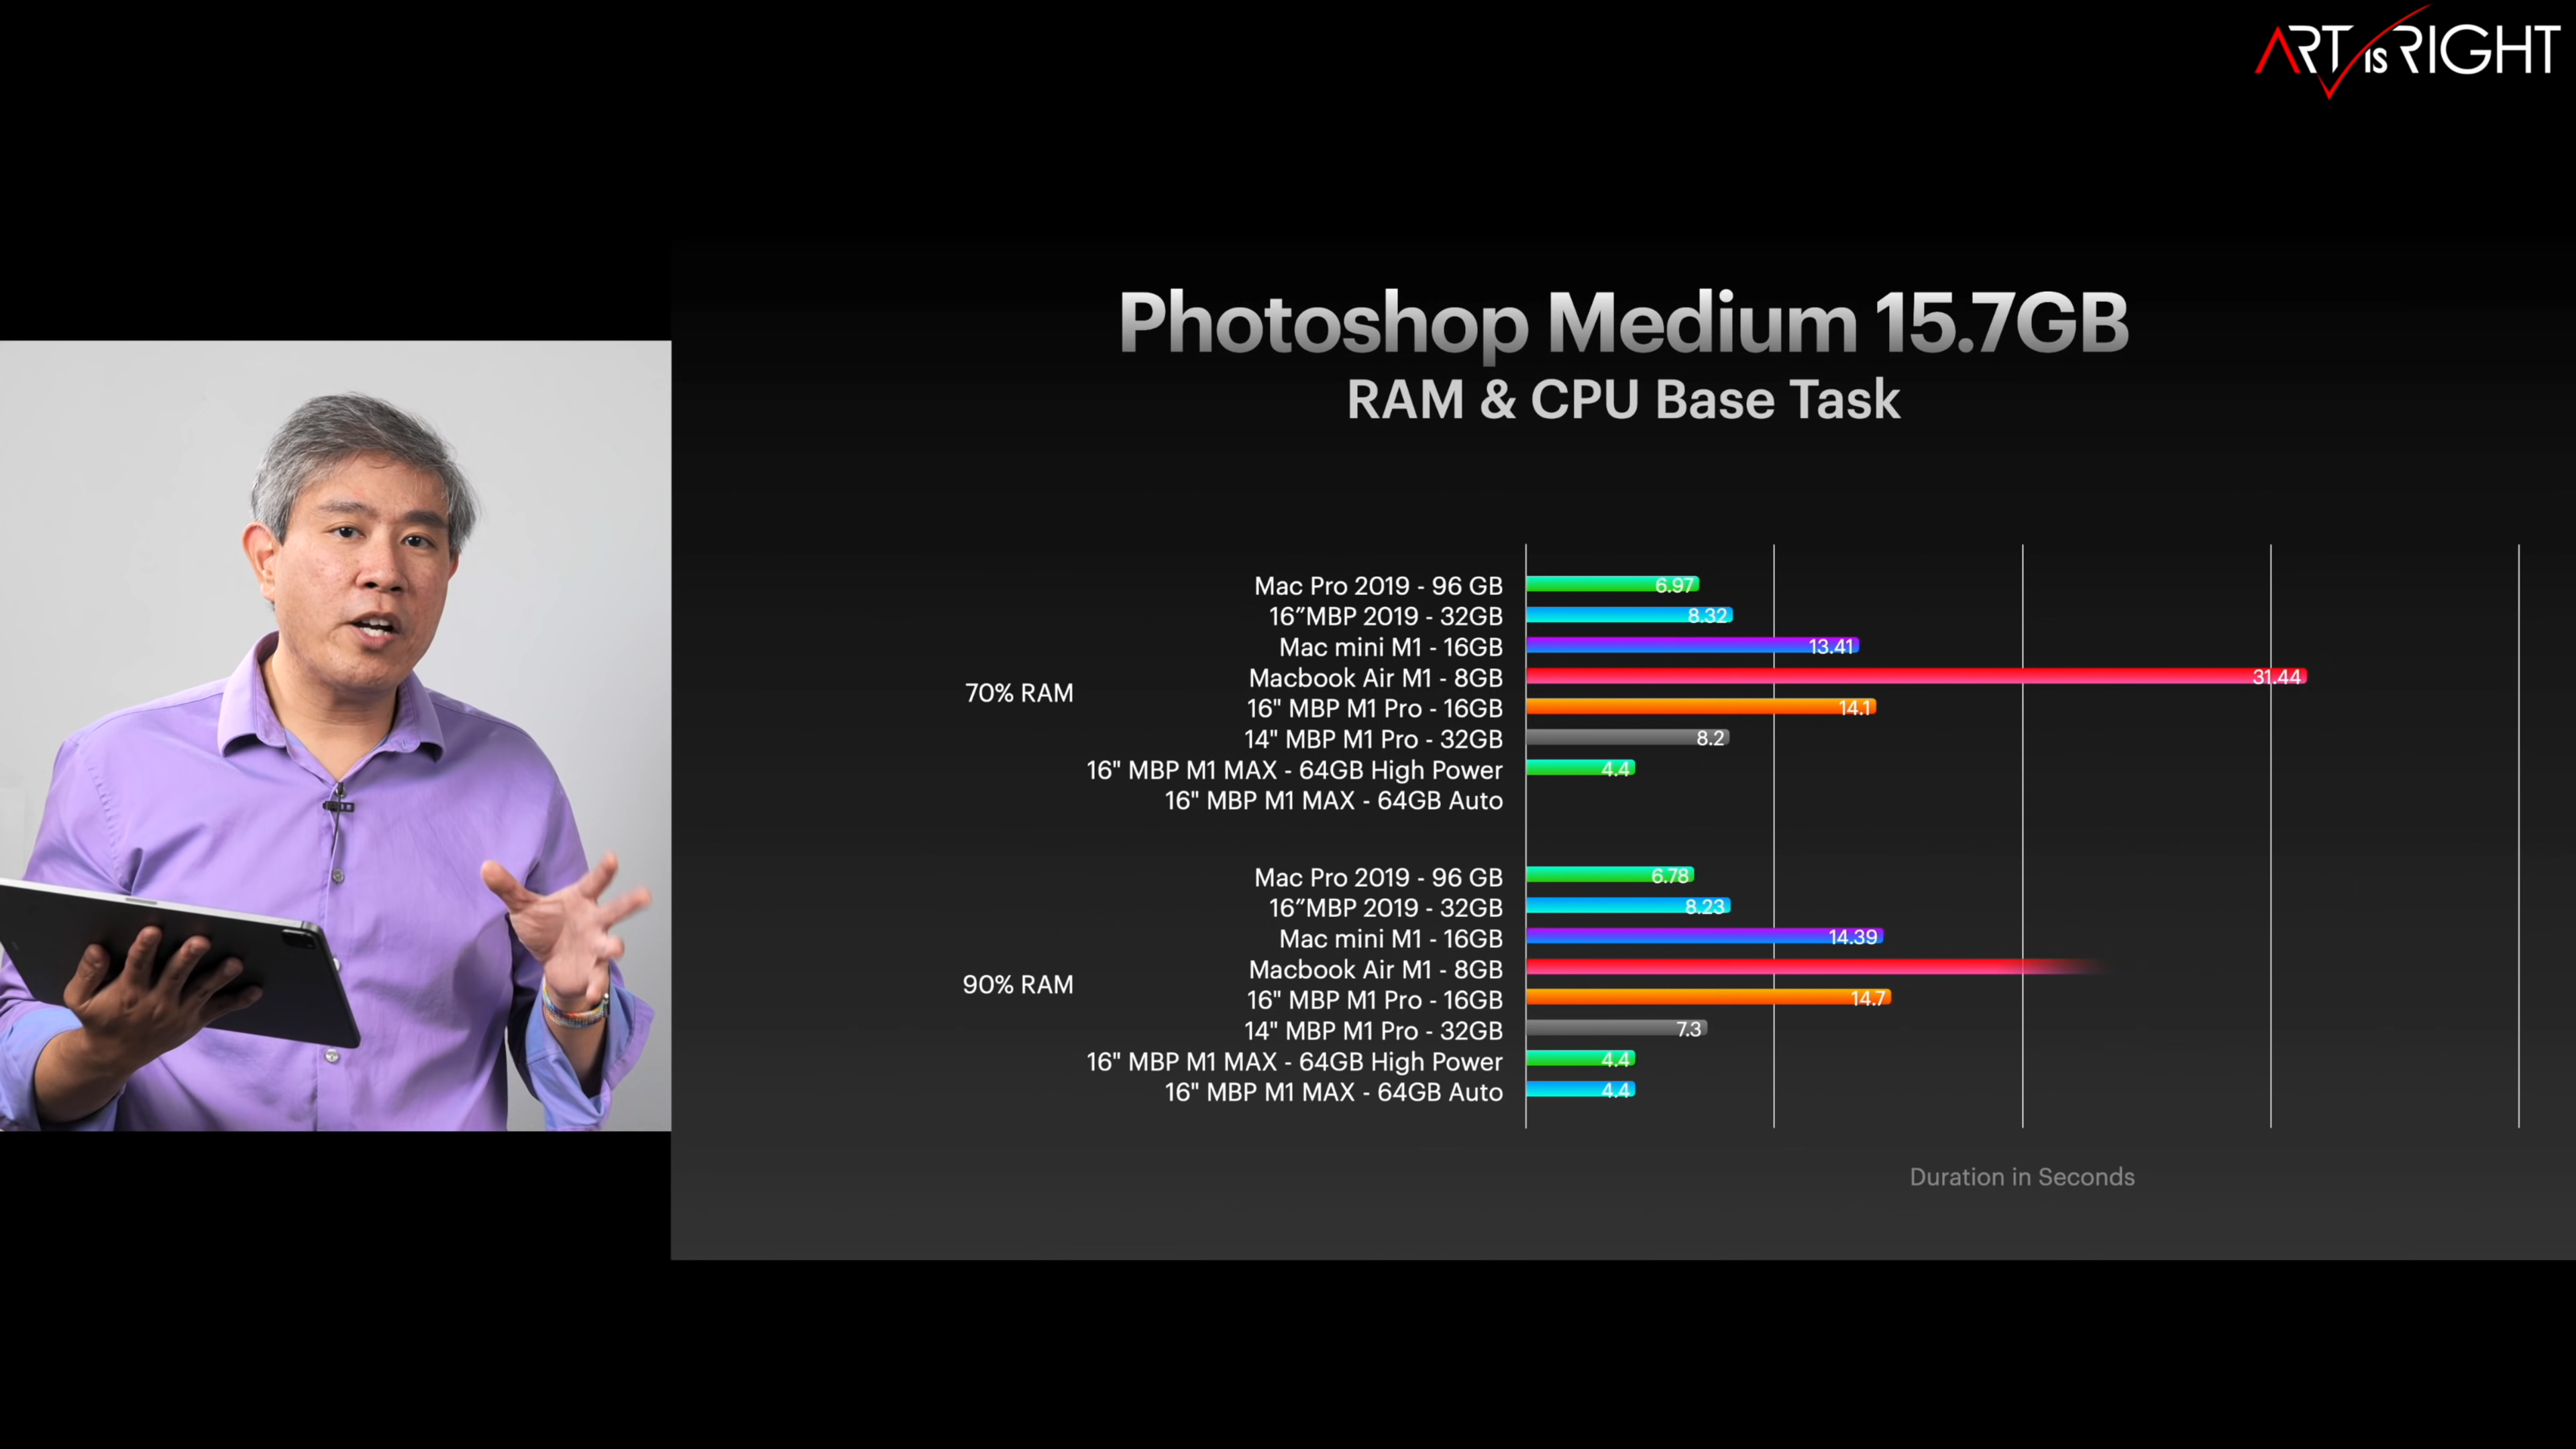 ART IS RIGHT
Photoshop Medium 15.7GB
RAM & CPU Base Task
70% RAM
Mac Pro 2019 - 96 GB 6.97
16″MBP 2019 - 32GB 8.32
Mac mini M1 - 16GB 13.41
Macbook Air M1 - 8GB 31.44
16" MBP M1 Pro - 16GB 14.1
14" MBP M1 Pro - 32GB 8.2
16" MBP M1 MAX - 64GB High Power 4.4
16" MBP M1 MAX - 64GB Auto
90% RAM
Mac Pro 2019 - 96 GB 6.78
16″MBP 2019 - 32GB 8.23
Mac mini M1 - 16GB 14.39
Macbook Air M1 - 8GB
16" MBP M1 Pro - 16GB 14.7
14" MBP M1 Pro - 32GB 7.3
16" MBP M1 MAX - 64GB High Power 4.4
16" MBP M1 MAX - 64GB Auto 4.4
Duration in Seconds